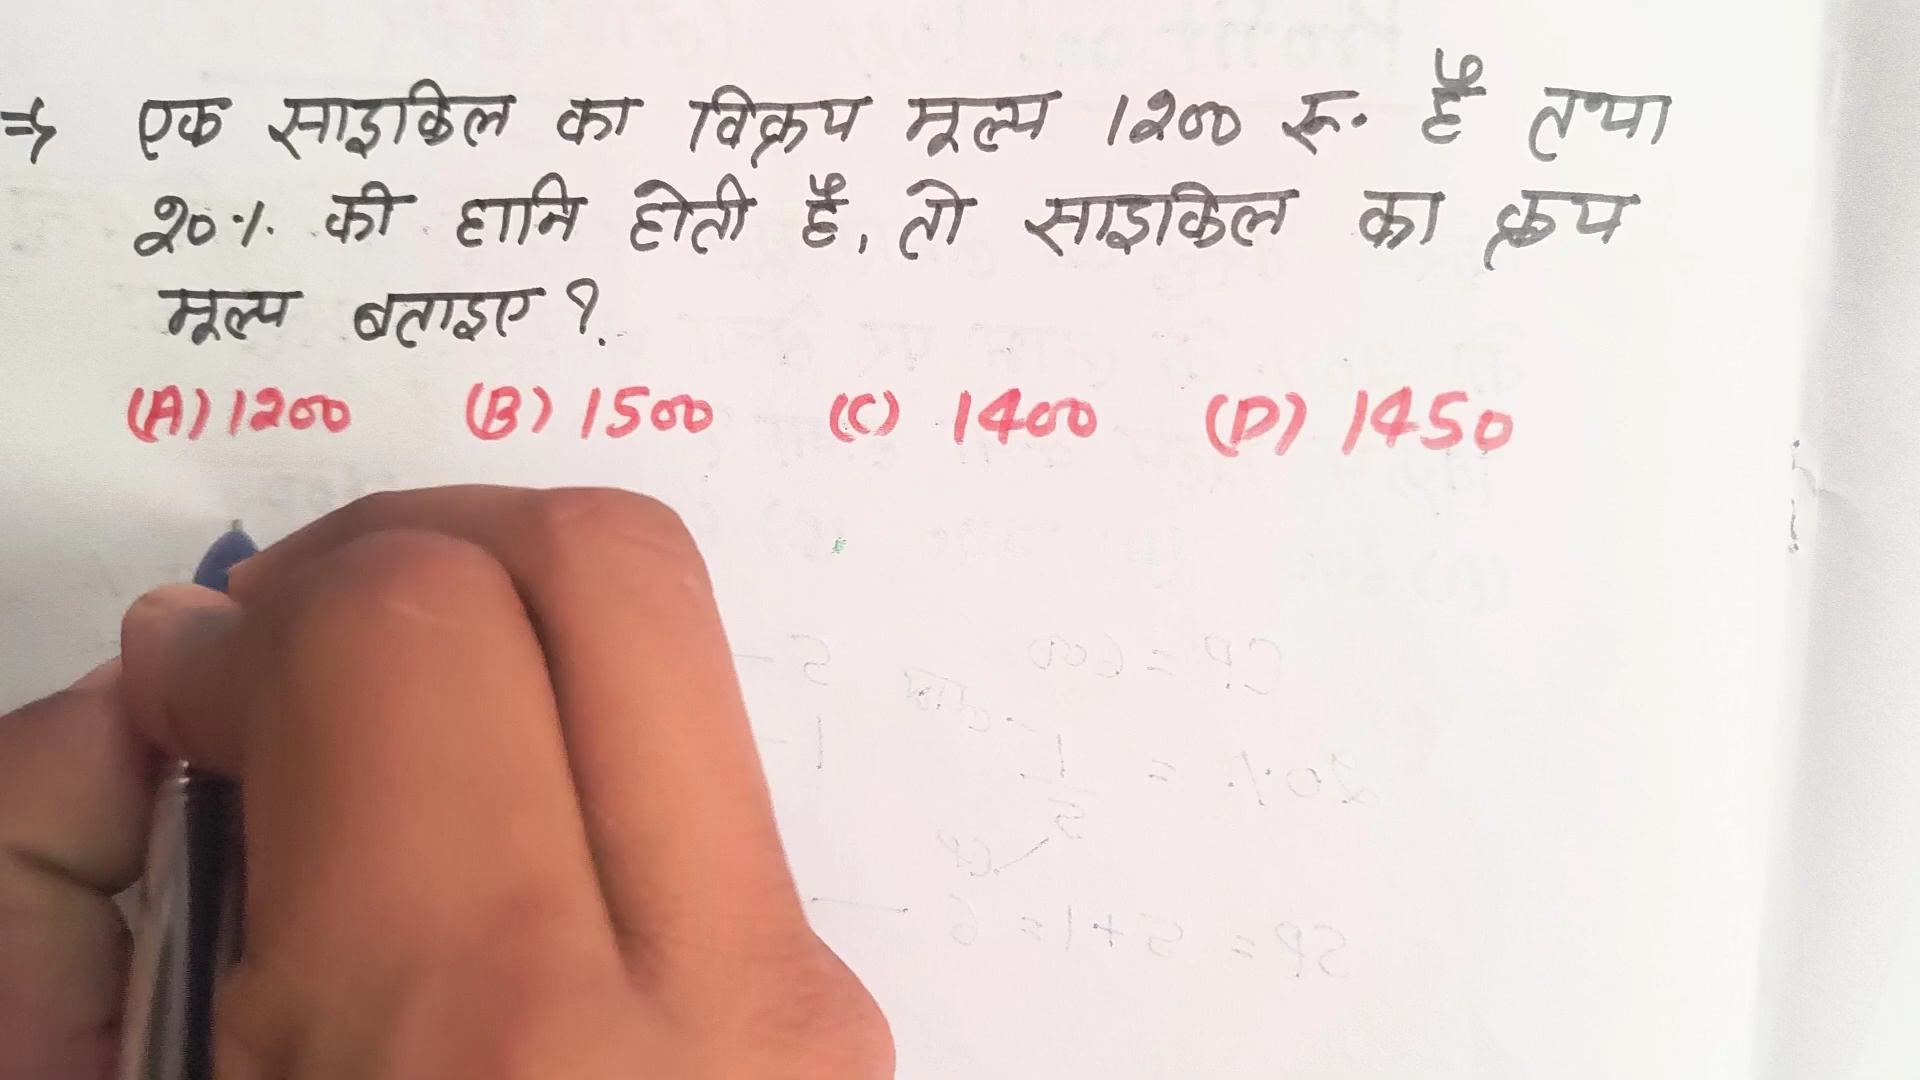 ⇒ एक साइकिल का विक्रय मूल्य 1200 रू. है तथा
20% की हानि होती है, तो साइकिल का क्रय
मूल्य बताइए ?
(A) 1200 (B) 1500 (C) 1400 (D) 1450